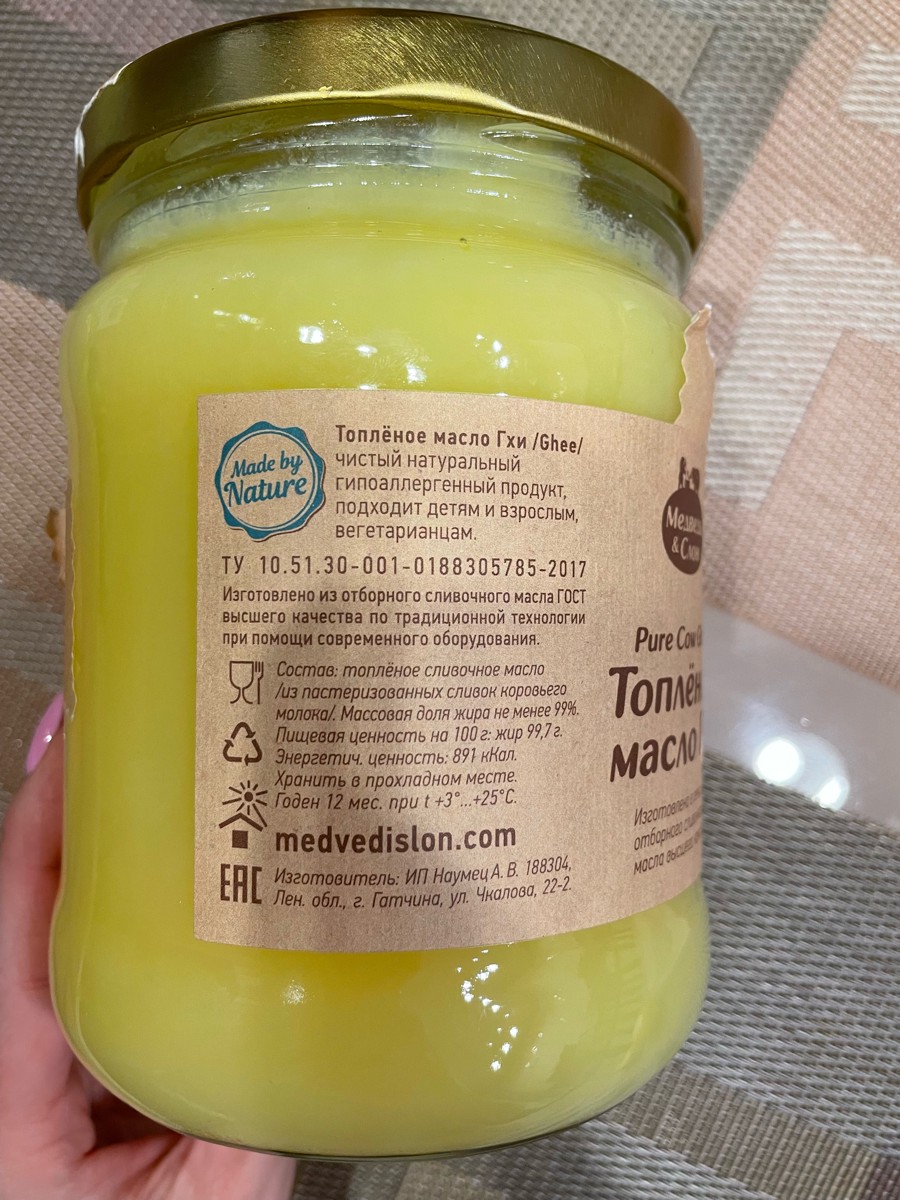 Made by
Nature
Топлёное масло Гхи /Ghee/
чистый натуральный
гипоаллергенный продукт,
подходит детям и взрослым,
вегетарианцам.
ТУ 10.51.30-001-0188305785-2017
Изготовлено из отборного сливочного масла ГОСТ
высшего качества по традиционной технологии
при помощи современного оборудования.
Состав: топлёное сливочное масло
/из пастеризованных сливок коровьего
молока/. Массовая доля жира не менее 99%.
Пищевая ценность на 100 г: жир 99,7 г.
Энергетич. ценность: 891 кКал.
Хранить в прохладном месте.
Годен 12 мес. при t +3°...+25°С.
medvedislon.com
ЕАС
Изготовитель: ИП Наумец А. В. 188304,
Лен. обл., г. Гатчина, ул. Чкалова, 22-2.
& Слон
Pure Cow
масло
отборного
масла